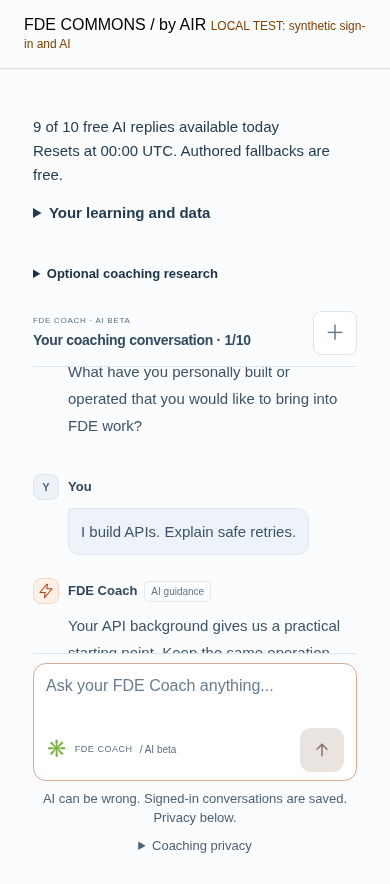 FDE COMMONS / by AIR LOCAL TEST: synthetic sign-
in and AI
9 of 10 free AI replies available today
Resets at 00:00 UTC. Authored fallbacks are
free.
Your learning and data
Optional coaching research
FDE COACH · AI BETA
Your coaching conversation · 1/10
What have you personally built or
operated that you would like to bring into
FDE work?
Y You
I build APIs. Explain safe retries.
FDE Coach AI guidance
Your API background gives us a practical
starting point. Keep the same operation
Ask your FDE Coach anything...
FDE COACH / AI beta
AI can be wrong. Signed-in conversations are saved.
Privacy below.
Coaching privacy